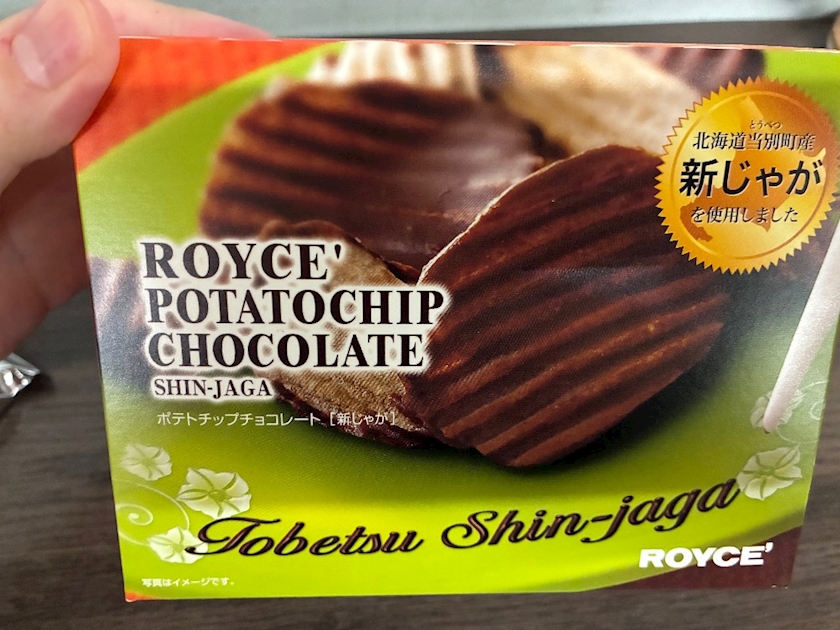 とうべつ
北海道当別町産
新じゃが
を使用しました
ROYCE'
POTATOCHIP
CHOCOLATE
SHIN-JAGA
ポテトチップチョコレート［新じゃが］
Tobetsu Shin-jaga
ROYCE'
写真はイメージです。